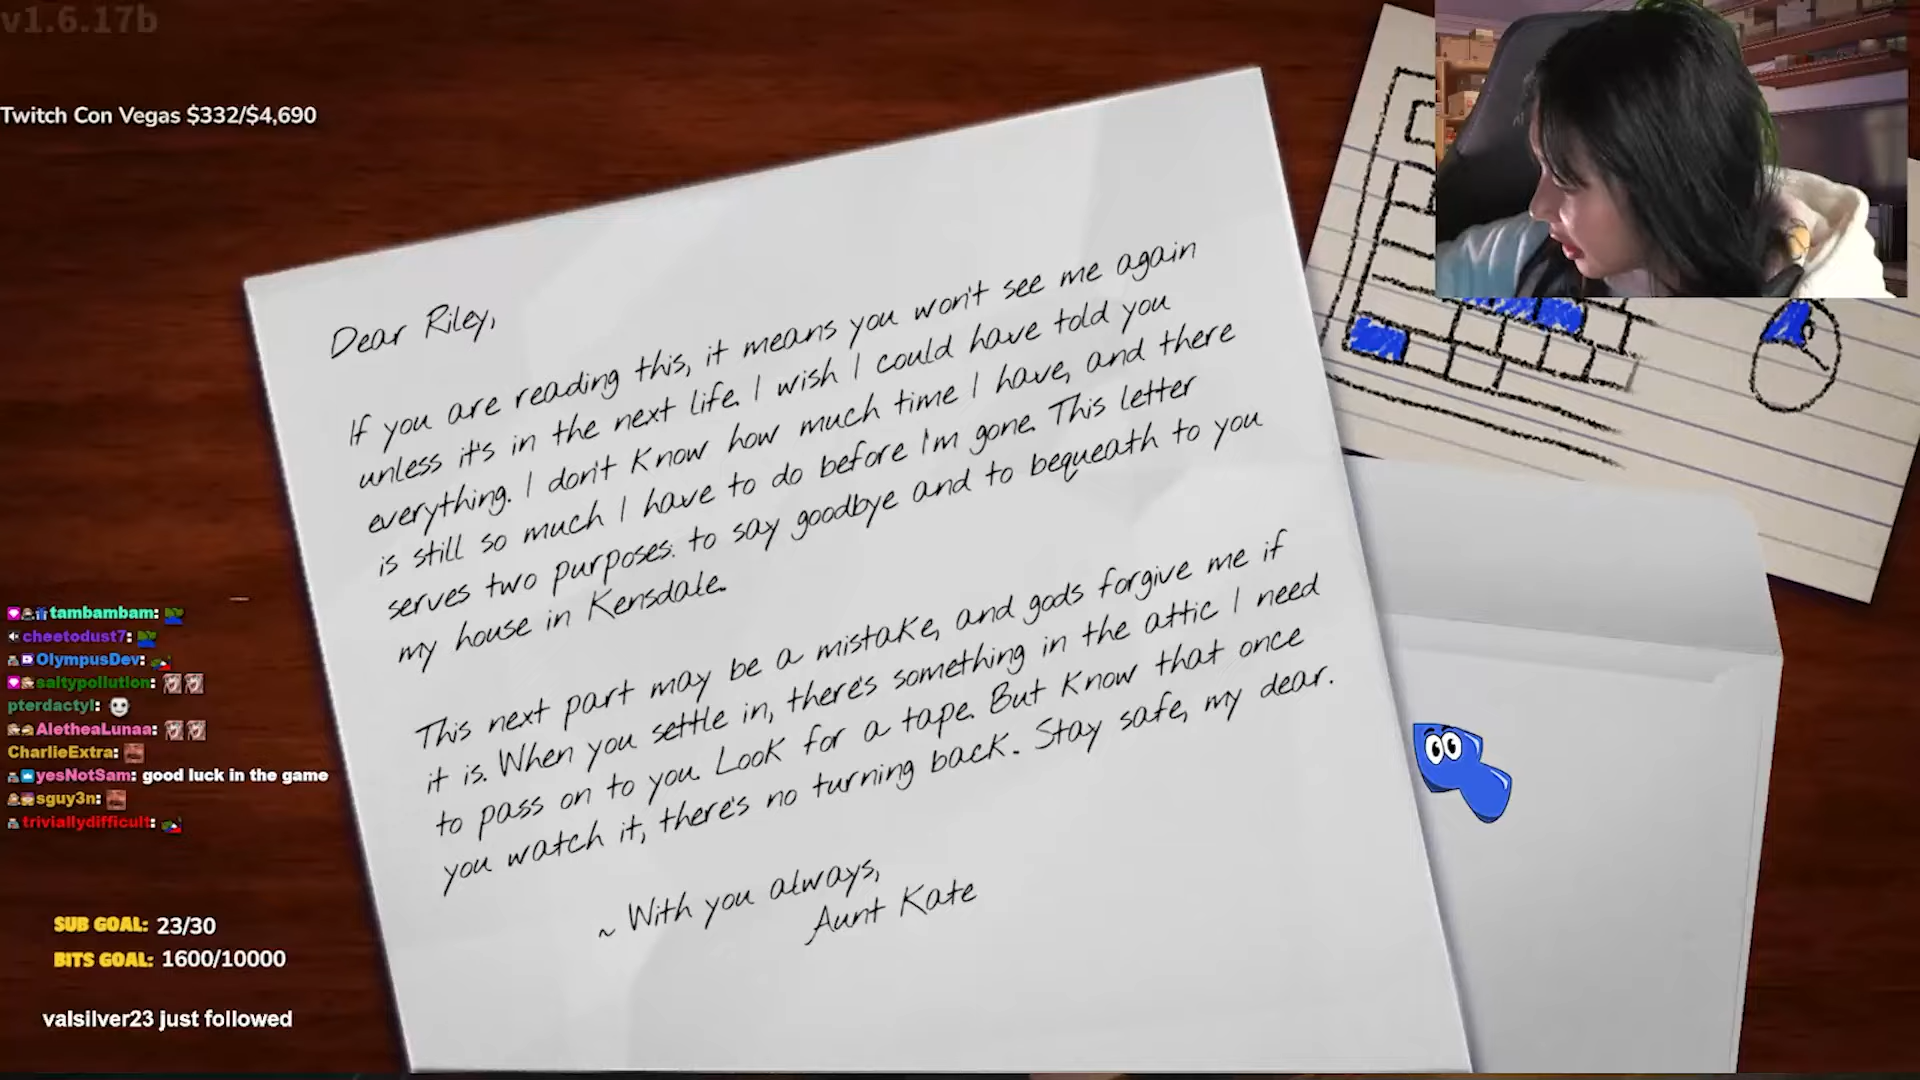 v1.6.17b
Twitch Con Vegas $332/$4,690
Dear Riley,
If you are reading this, it means you won't see me again
unless it's in the next life. I wish I could have told you
everything. I don't know how much time I have, and there
is still so much I have to do before I'm gone. This letter
serves two purposes: to say goodbye and to bequeath to you
my house in Kensdale.
This next part may be a mistake, and gods forgive me if
it is. When you settle in, there's something in the attic I need
to pass on to you. Look for a tape. But know that once
you watch it, there's no turning back. Stay safe, my dear.
~ With you always,
Aunt Kate
tambambam:
cheetodust7:
OlympusDev:
saltypollution:
pterdactyl:
AletheaLunaa:
CharlieExtra:
yesNotSam: good luck in the game
sguy3n:
triviallydifficult:
SUB GOAL: 23/30
BITS GOAL: 1600/10000
valsilver23 just followed